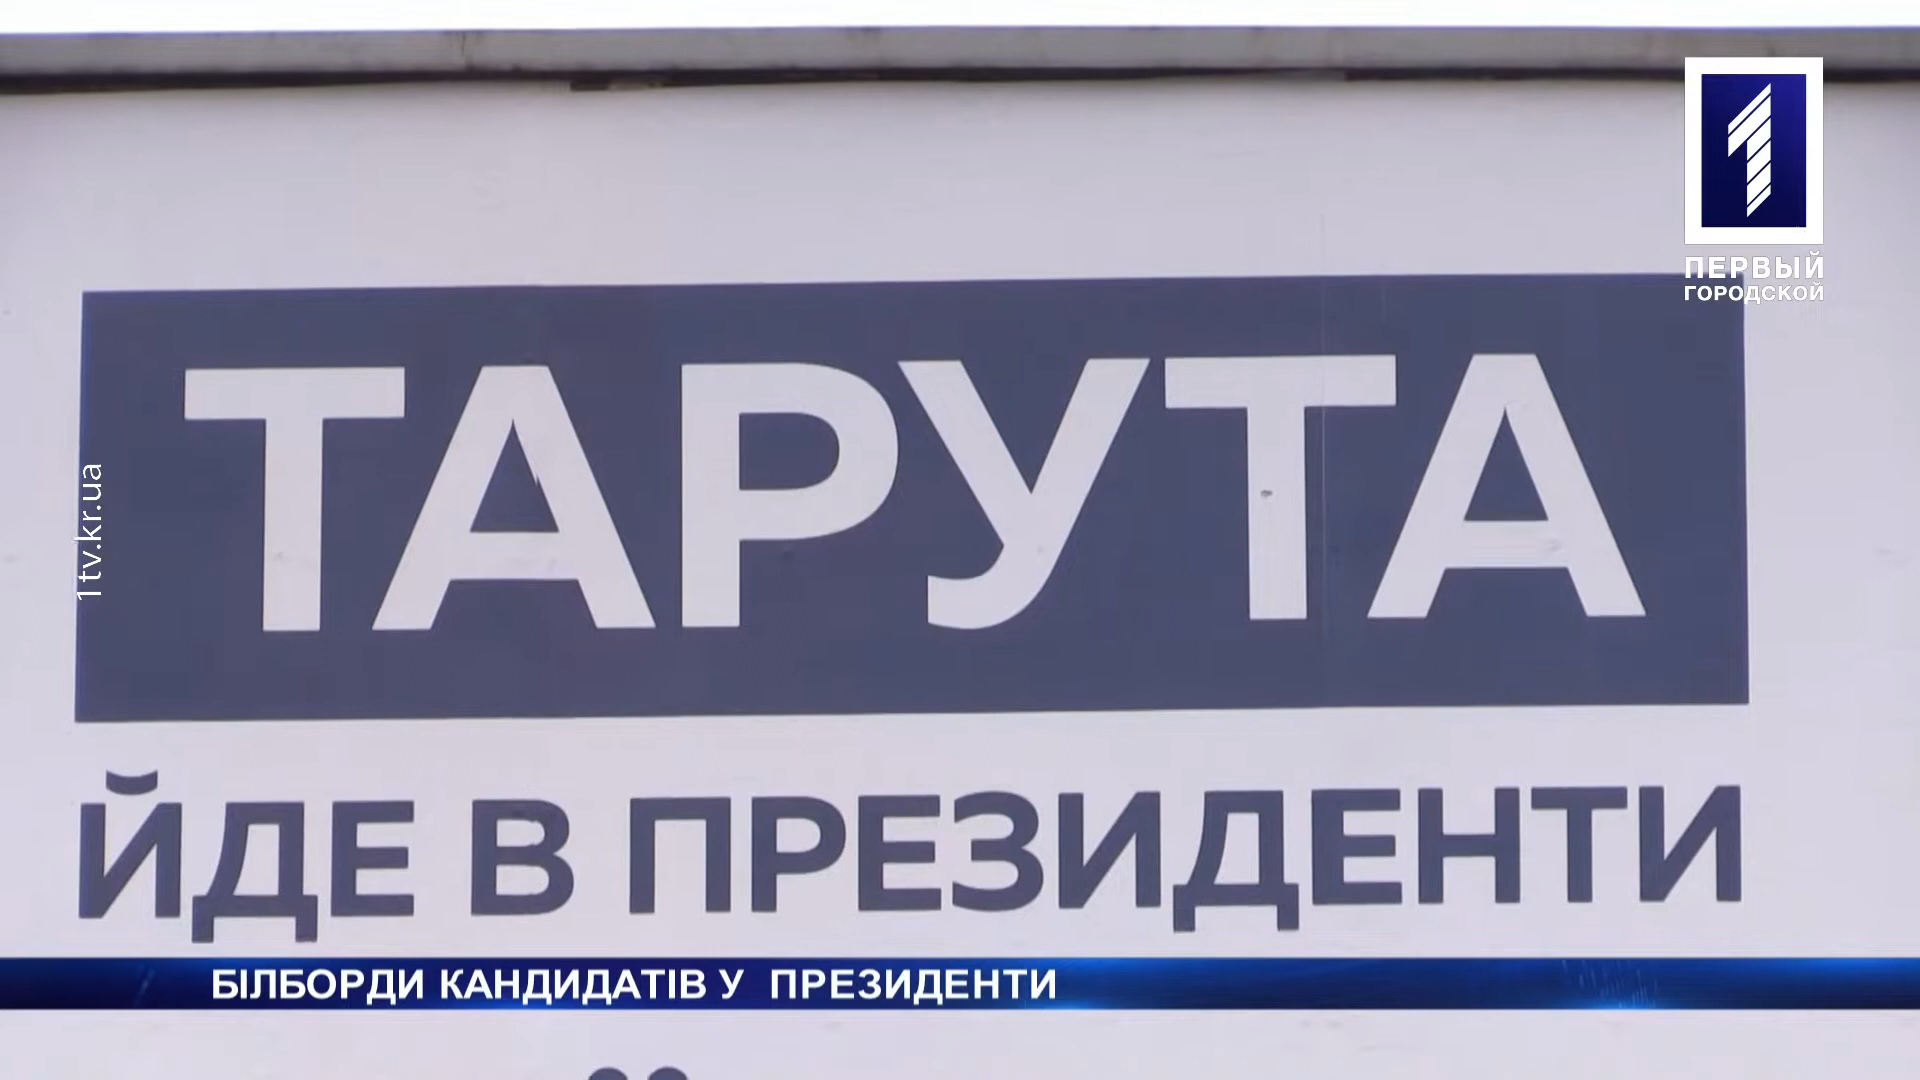 ПЕРВЫЙ
ГОРОДСКОЙ
ТАРУТА
1tv.kr.ua
ЙДЕ В ПРЕЗИДЕНТИ
БІЛБОРДИ КАНДИДАТІВ У ПРЕЗИДЕНТИ